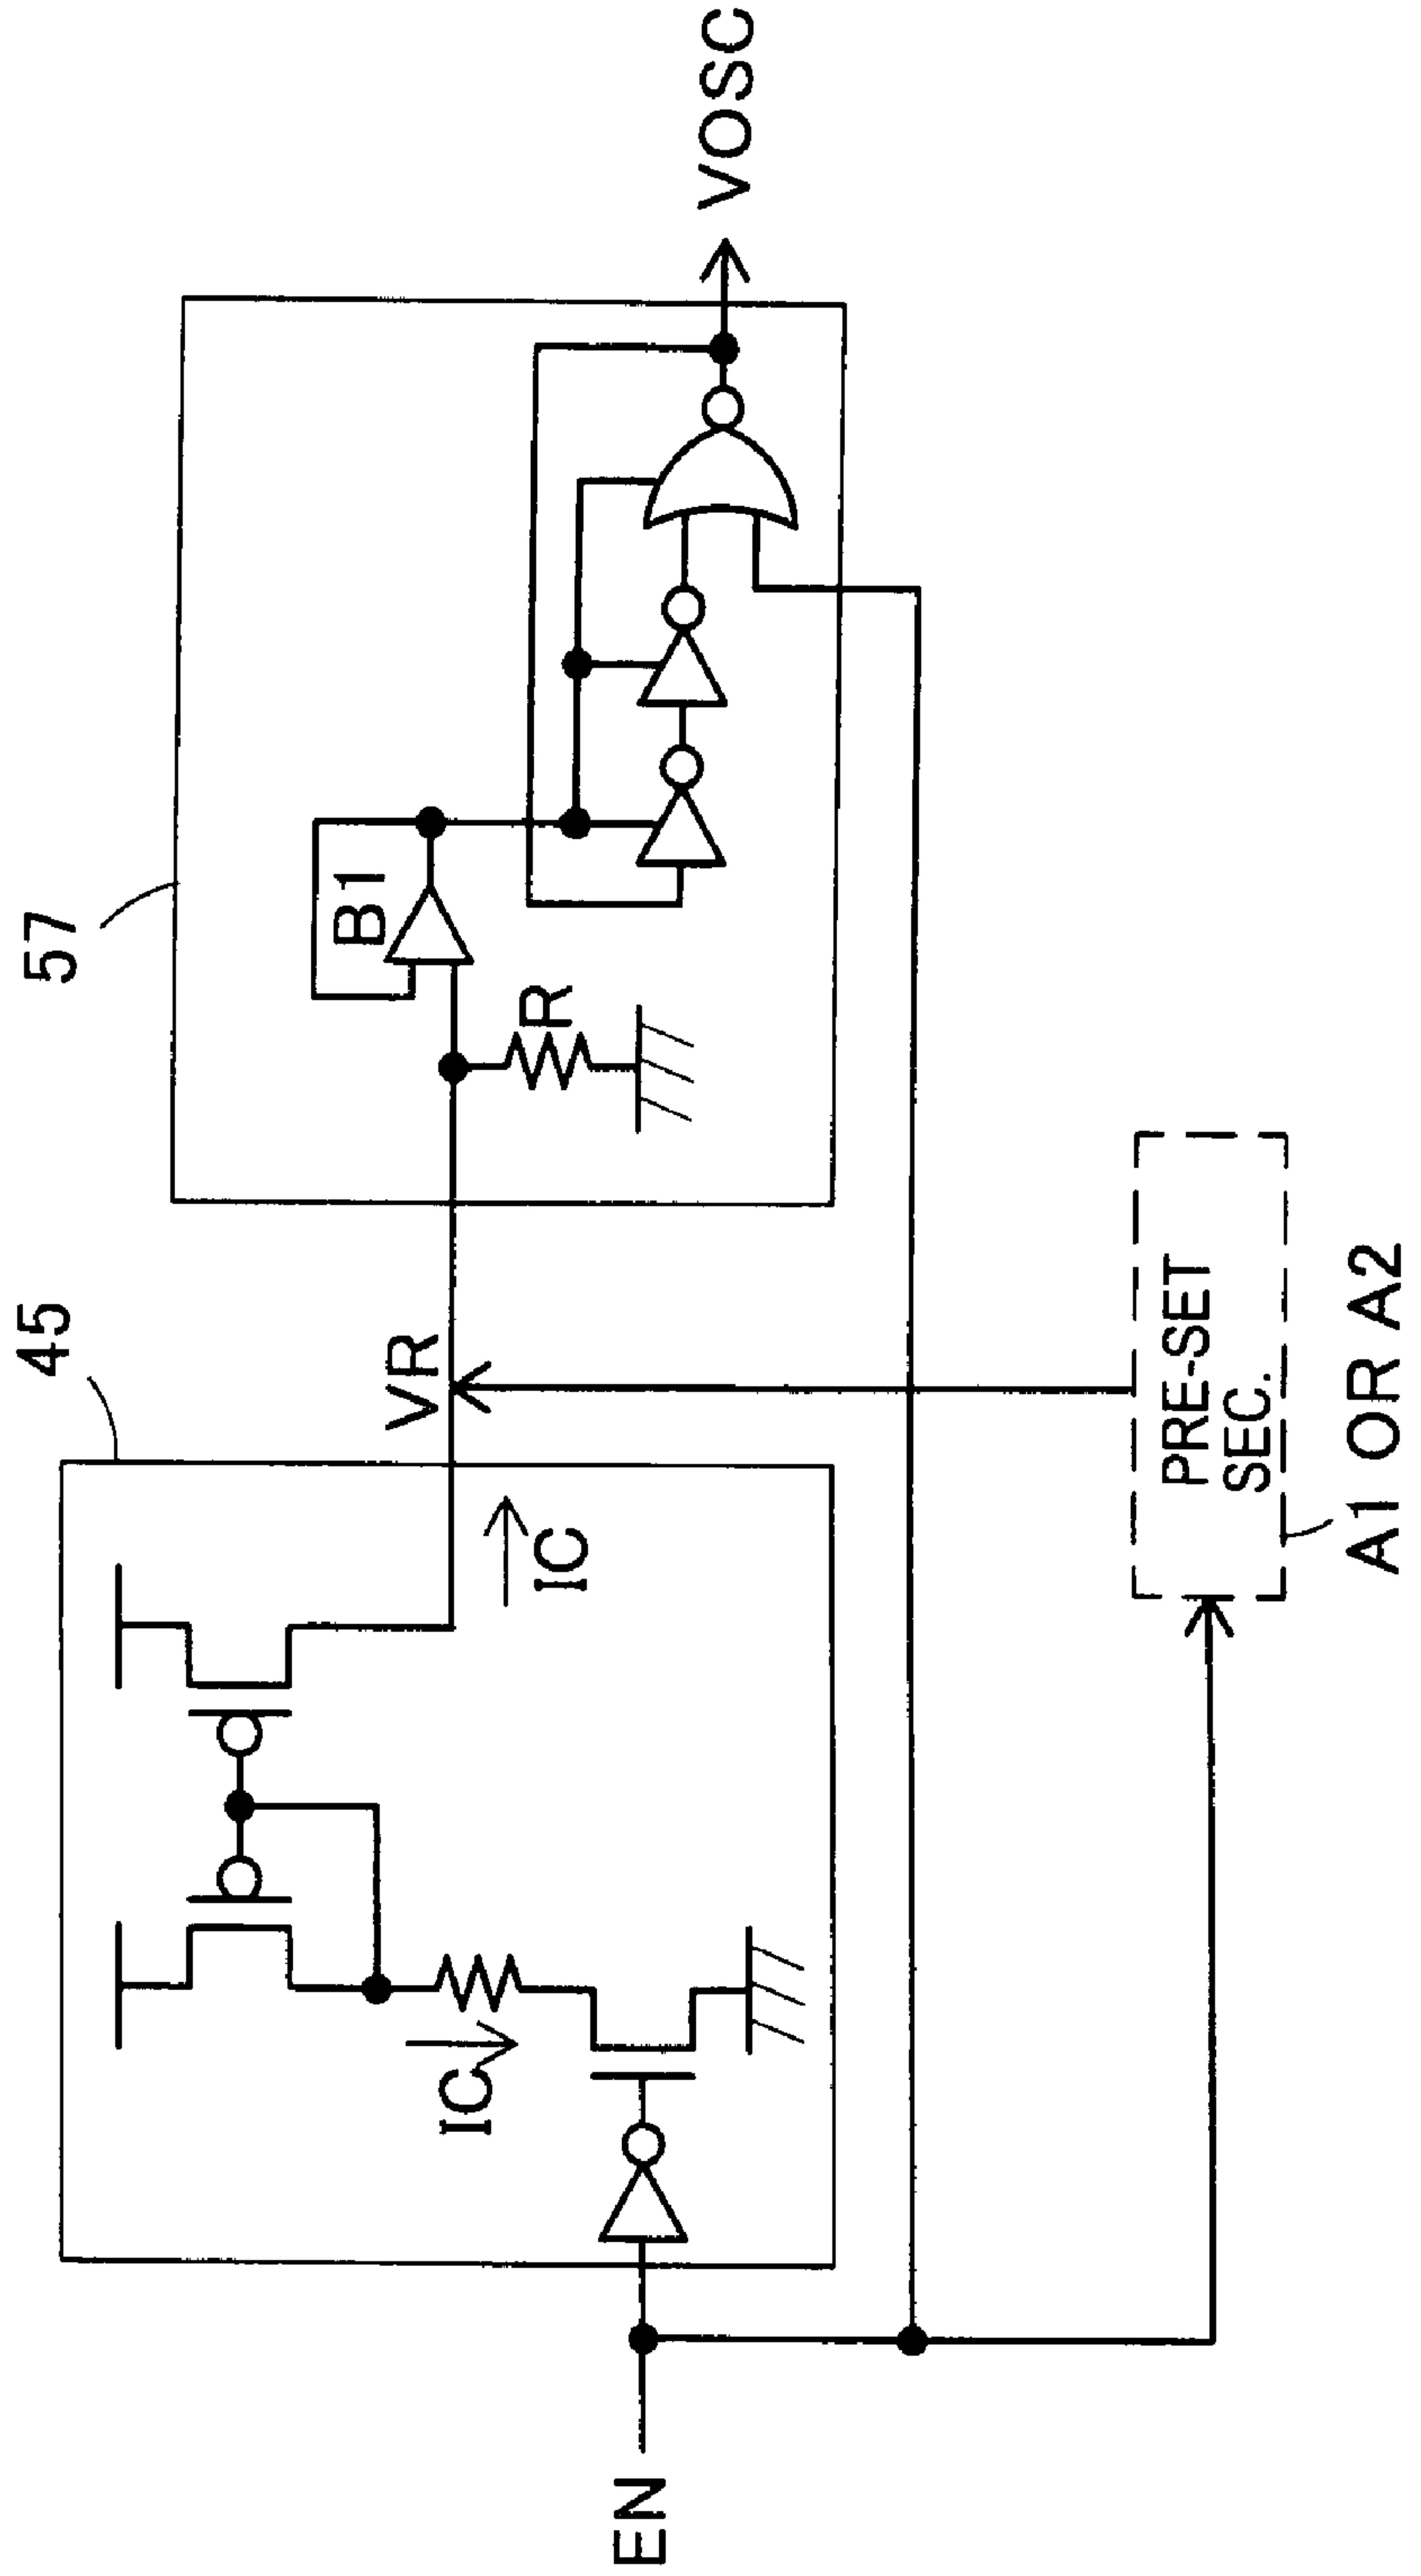 45
57
VR
B1
R
VOSC
IC
IC
EN
PRE-SET
SEC.
A1 OR A2